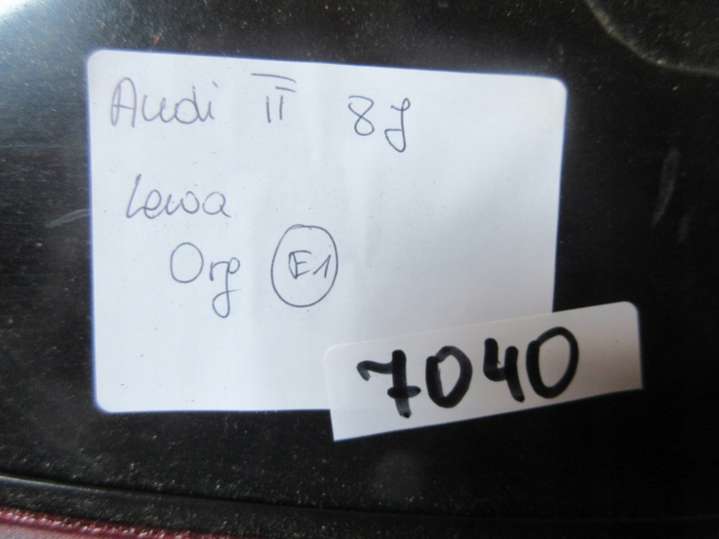 Audi TT 8J
Lewa
Org E1
7040